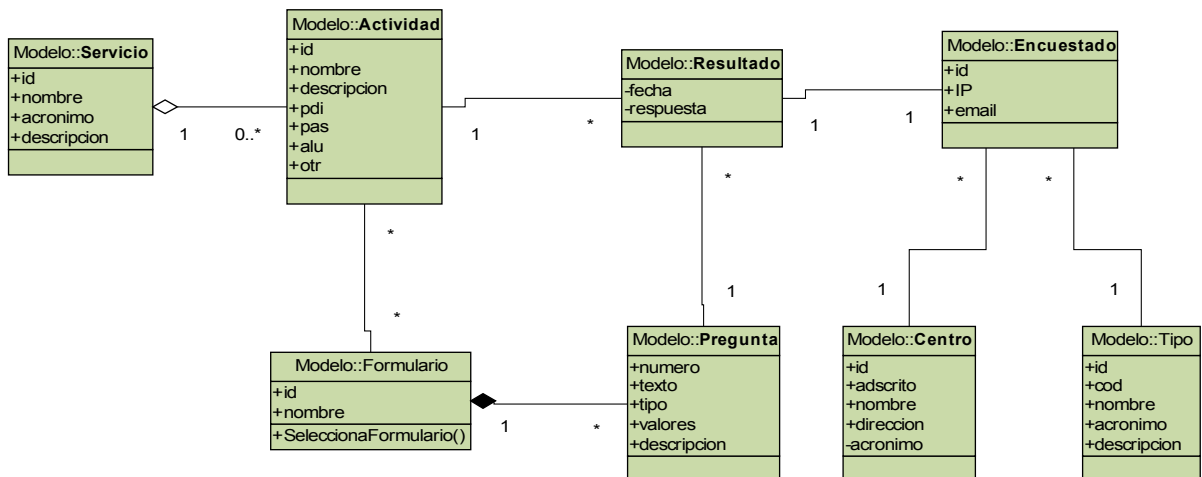 Modelo::Servicio
+id
+nombre
+acronimo
+descripcion
1
0..*
Modelo::Actividad
+id
+nombre
+descripcion
+pdi
+pas
+alu
+otr
1
*
Modelo::Resultado
-fecha
-respuesta
1
1
Modelo::Encuestado
+id
+IP
+email
*
*
*
*
*
1
1
1
Modelo::Formulario
+id
+nombre
+SeleccionaFormulario()
1
*
Modelo::Pregunta
+numero
+texto
+tipo
+valores
+descripcion
Modelo::Centro
+id
+adscrito
+nombre
+direccion
-acronimo
Modelo::Tipo
+id
+cod
+nombre
+acronimo
+descripcion